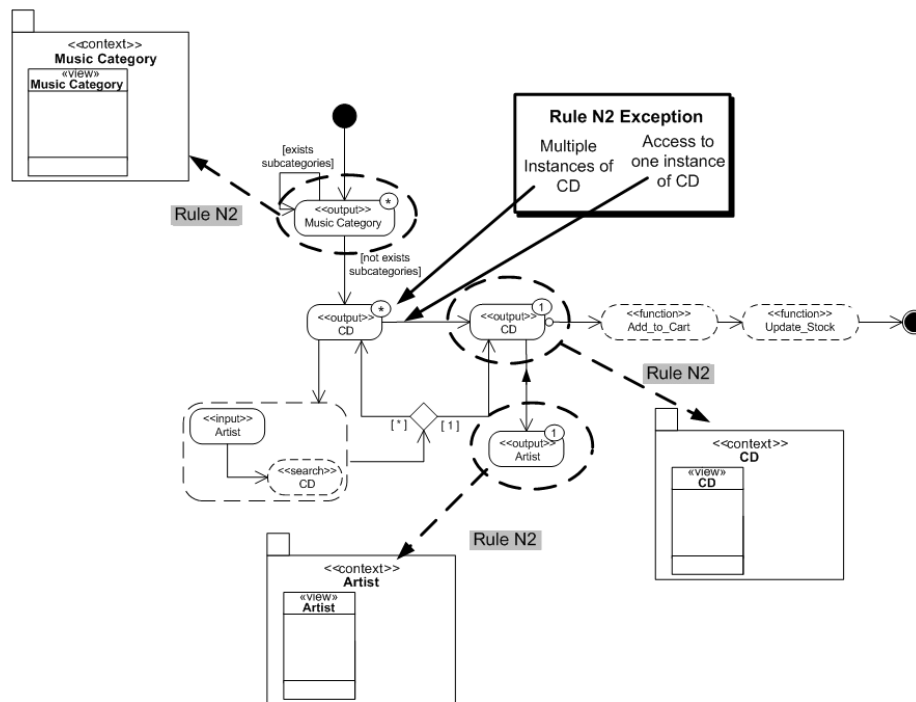 <<context>>
Music Category
«view»
Music Category
Rule N2 Exception
Multiple
Instances of
CD
Access to
one instance
of CD
[exists
subcategories]
Rule N2
<<output>>
Music Category
*
[not exists
subcategories]
<<output>>
CD
*
<<output>>
CD
1
<<function>>
Add_to_Cart
<<function>>
Update_Stock
Rule N2
<<input>>
Artist
<<search>>
CD
[ * ]
[ 1 ]
<<output>>
Artist
1
<<context>>
CD
«view»
CD
Rule N2
<<context>>
Artist
«view»
Artist